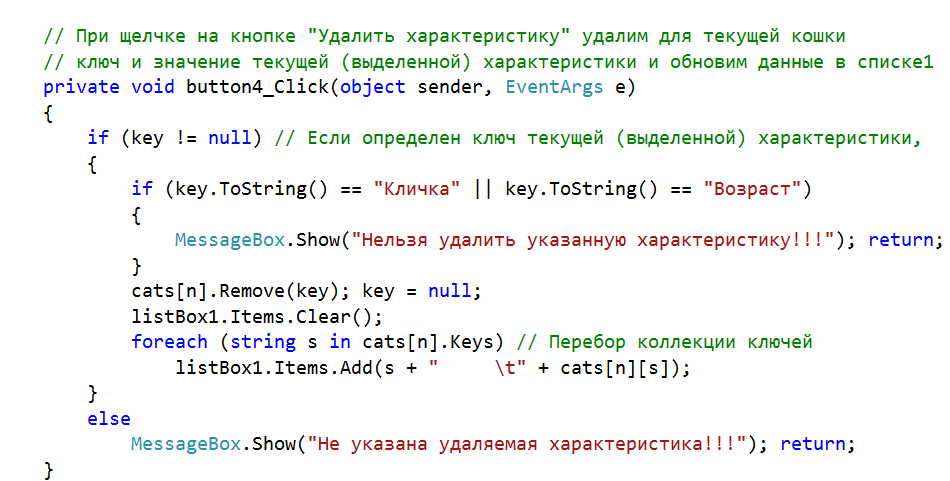 // При щелчке на кнопке "Удалить характеристику" удалим для текущей кошки
// ключ и значение текущей (выделенной) характеристики и обновим данные в списке1
private void button4_Click(object sender, EventArgs e)
{
    if (key != null) // Если определен ключ текущей (выделенной) характеристики,
    {
        if (key.ToString() == "Кличка" || key.ToString() == "Возраст")
        {
            MessageBox.Show("Нельзя удалить указанную характеристику!!!"); return;
        }
        cats[n].Remove(key); key = null;
        listBox1.Items.Clear();
        foreach (string s in cats[n].Keys) // Перебор коллекции ключей
            listBox1.Items.Add(s + "     \t" + cats[n][s]);
    }
    else
        MessageBox.Show("Не указана удаляемая характеристика!!!"); return;
}